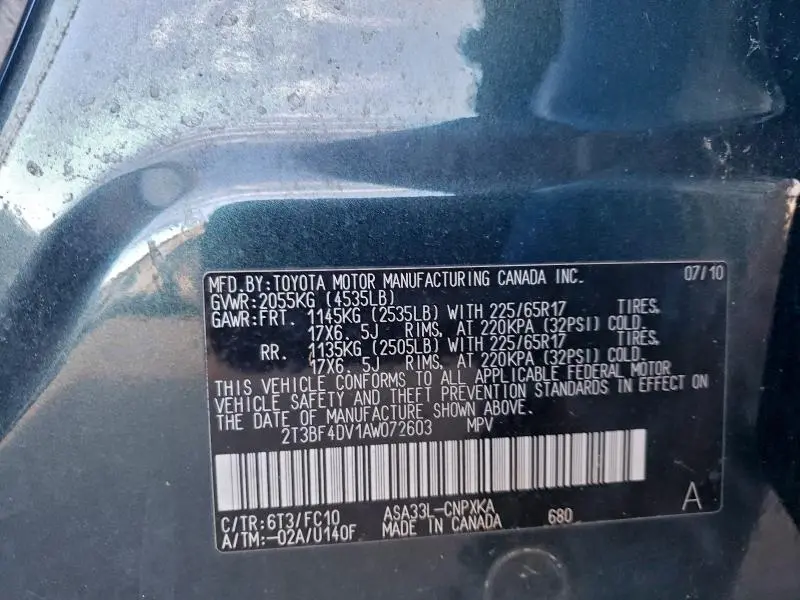 MFD.BY:TOYOTA MOTOR MANUFACTURING CANADA INC. 07/10
GVWR:2055KG (4535LB)
GAWR:FRT. 1145KG (2535LB) WITH 225/65R17 TIRES,
17X6. 5J RIMS, AT 220KPA (32PSI) COLD.
RR. 1135KG (2505LB) WITH 225/65R17 TIRES,
17X6. 5J RIMS, AT 220KPA (32PSI) COLD.
THIS VEHICLE CONFORMS TO ALL APPLICABLE FEDERAL MOTOR
VEHICLE SAFETY AND THEFT PREVENTION STANDARDS IN EFFECT ON
THE DATE OF MANUFACTURE SHOWN ABOVE.
2T3BF4DV1AW072603 MPV
C/TR:6T3/FC10 ASA33L-CNPXKA 680 A
A/TM:-02A/U140F MADE IN CANADA